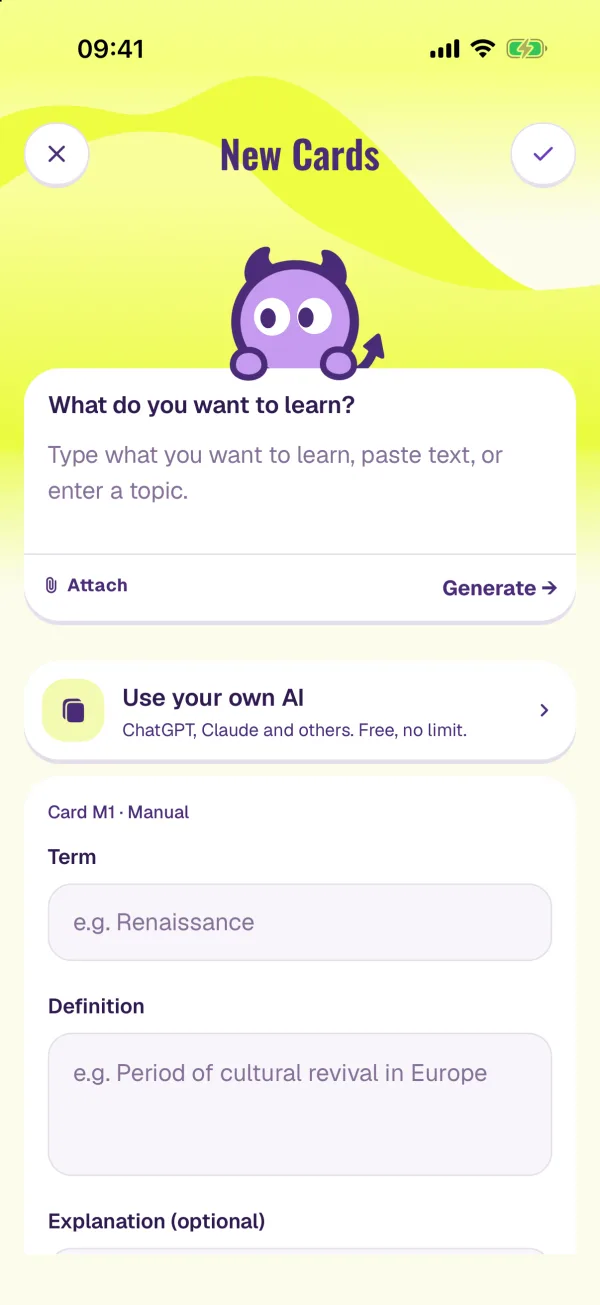 09:41
New Cards
What do you want to learn?
Type what you want to learn, paste text, or
enter a topic.
Attach
Generate →
Use your own AI
ChatGPT, Claude and others. Free, no limit.
Card M1 · Manual
Term
e.g. Renaissance
Definition
e.g. Period of cultural revival in Europe
Explanation (optional)